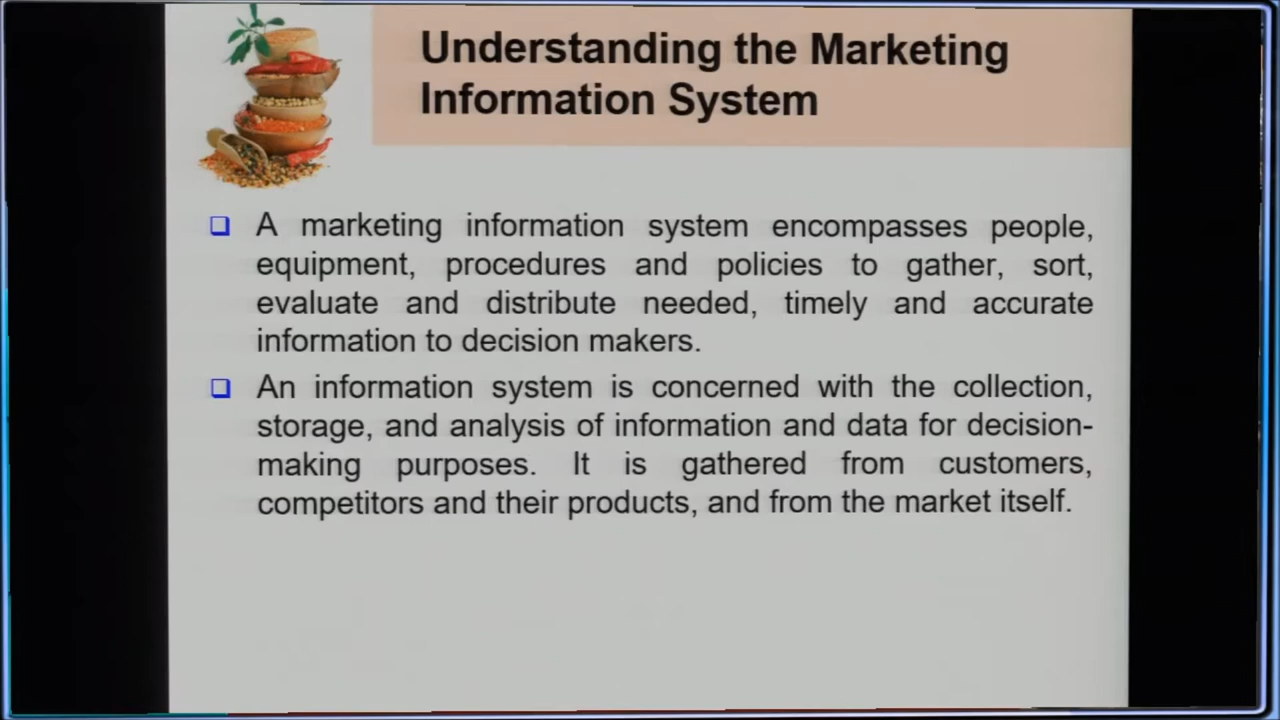 Understanding the Marketing
Information System
A marketing information system encompasses people,
equipment, procedures and policies to gather, sort,
evaluate and distribute needed, timely and accurate
information to decision makers.
An information system is concerned with the collection,
storage, and analysis of information and data for decision-
making purposes. It is gathered from customers,
competitors and their products, and from the market itself.